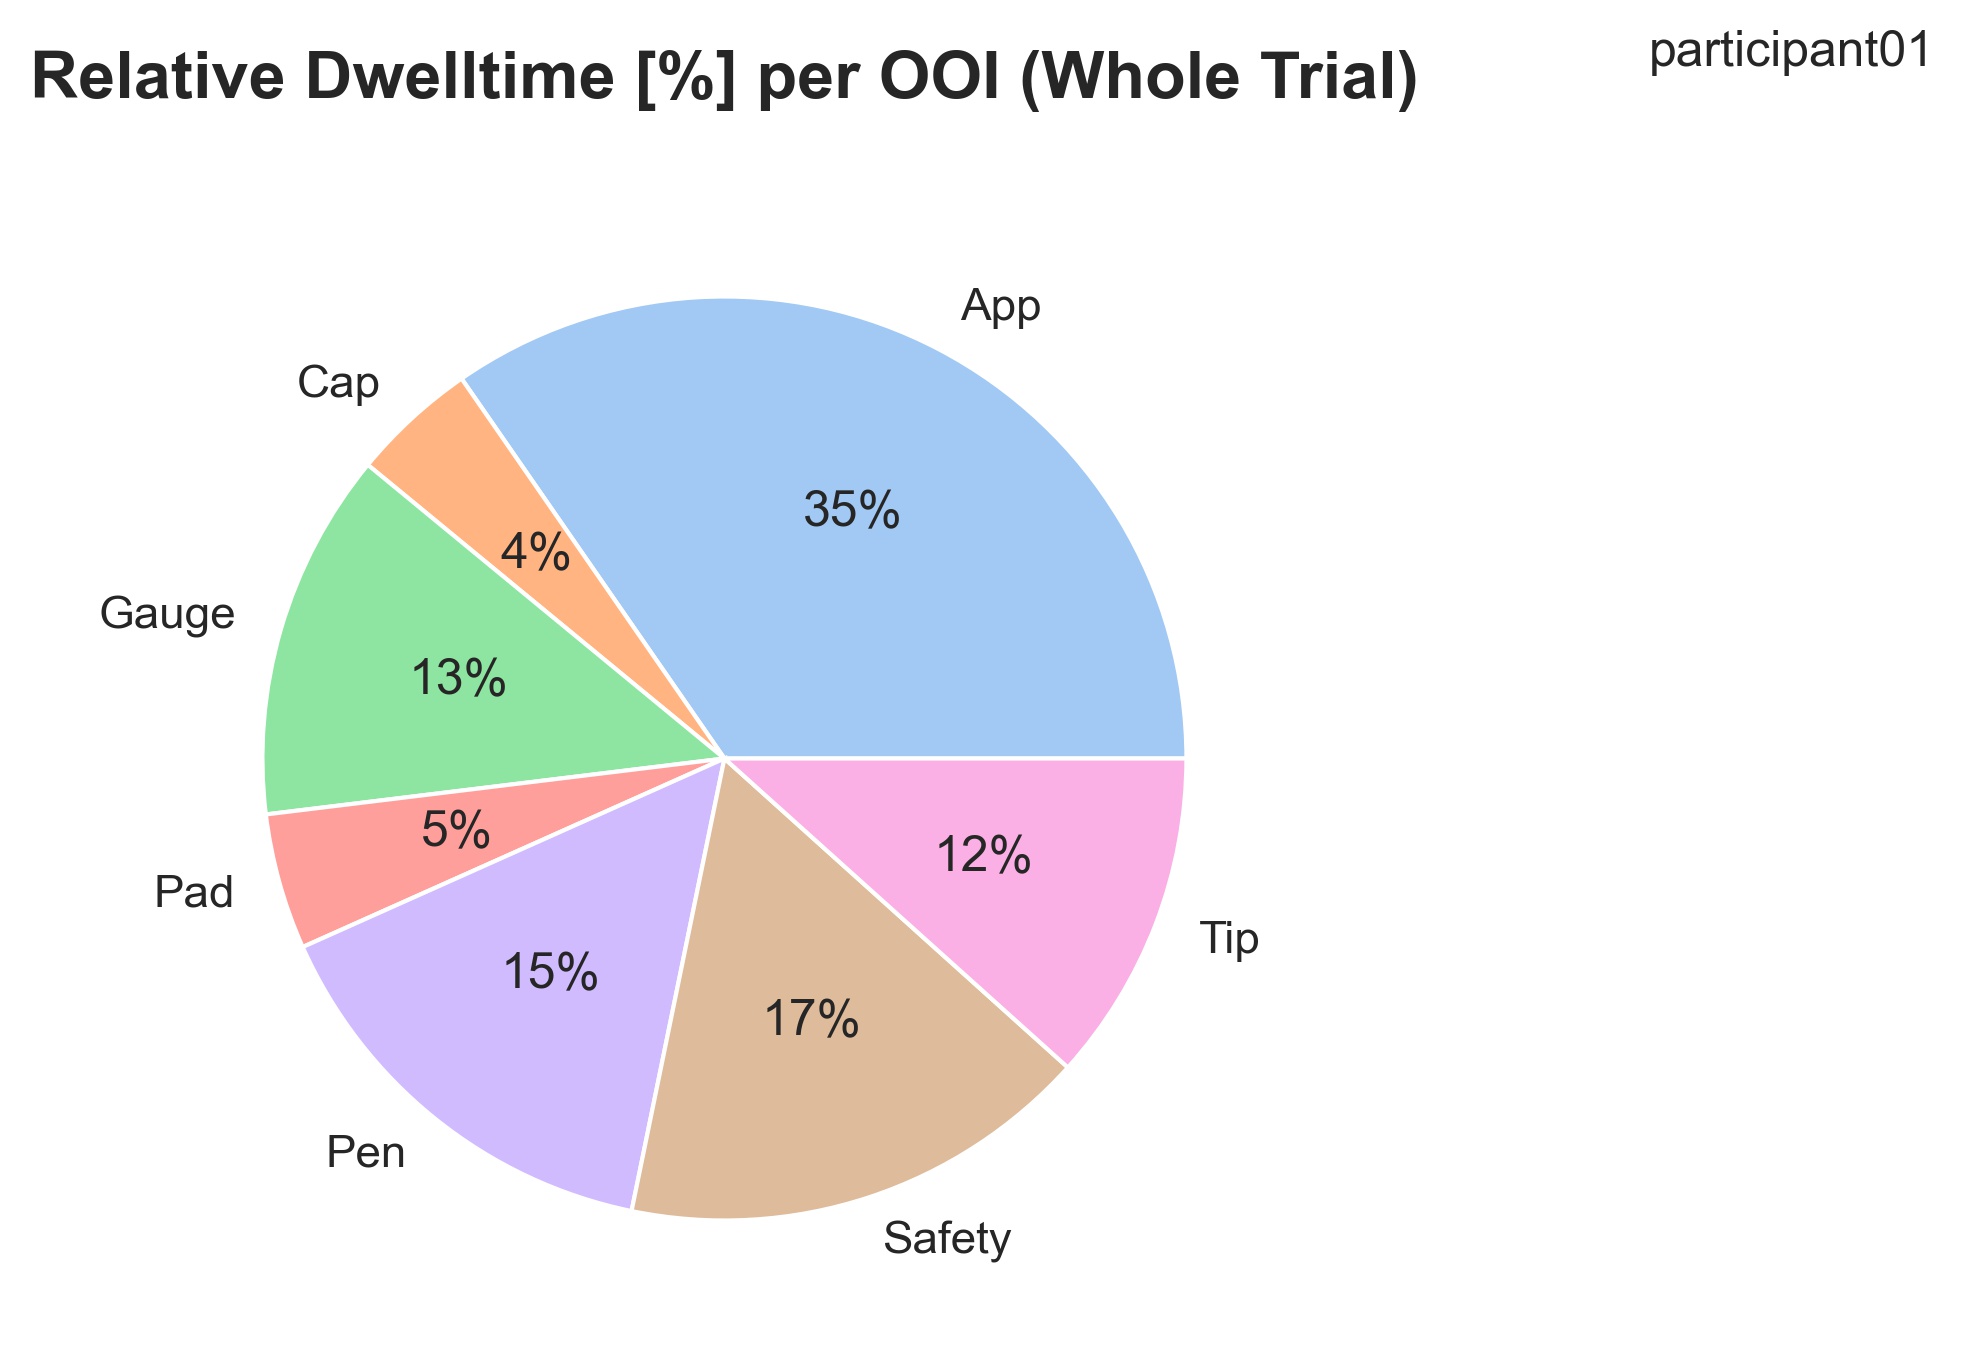 Relative Dwelltime [%] per OOI (Whole Trial)
participant01
App
35%
Cap
4%
Gauge
13%
Pad
5%
Pen
15%
Safety
17%
Tip
12%